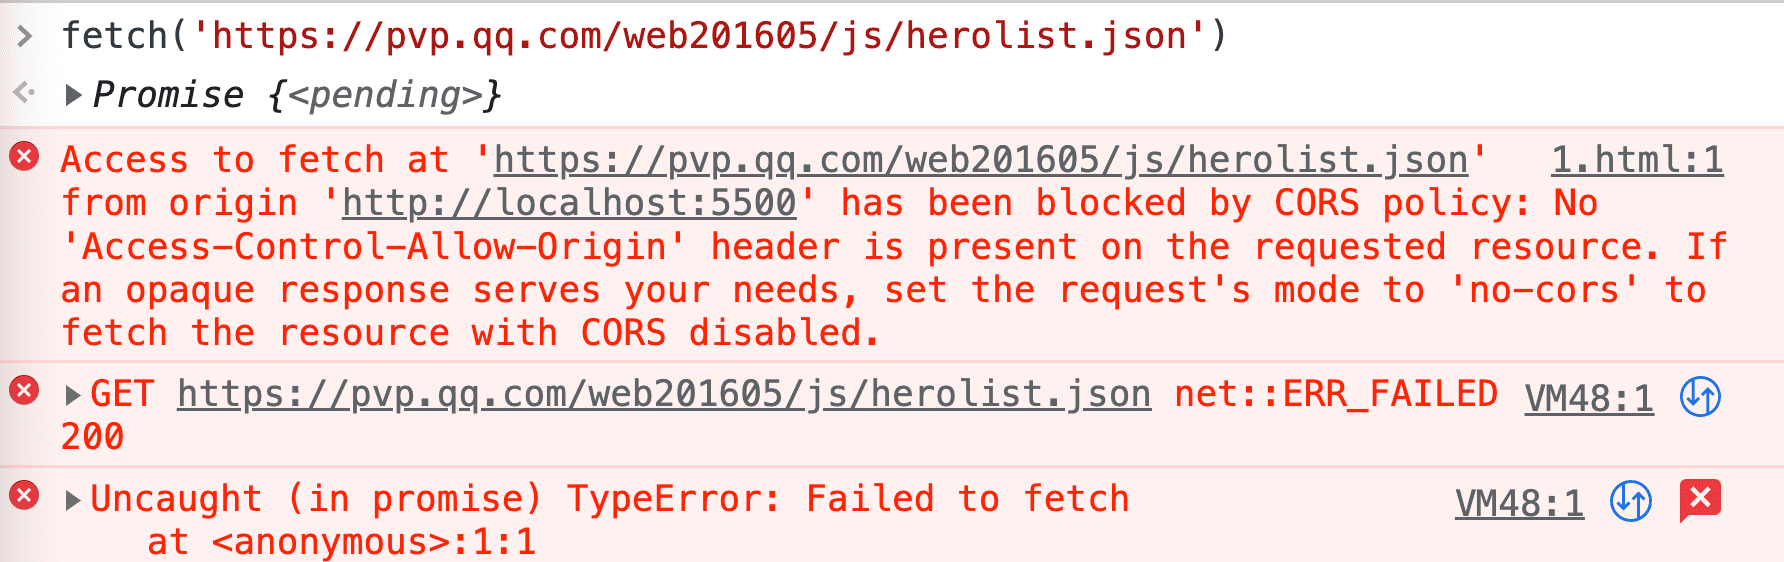 fetch('https://pvp.qq.com/web201605/js/herolist.json')
Promise {<pending>}
Access to fetch at 'https://pvp.qq.com/web201605/js/herolist.json' 1.html:1
from origin 'http://localhost:5500' has been blocked by CORS policy: No
'Access-Control-Allow-Origin' header is present on the requested resource. If
an opaque response serves your needs, set the request's mode to 'no-cors' to
fetch the resource with CORS disabled.
GET https://pvp.qq.com/web201605/js/herolist.json net::ERR_FAILED VM48:1
200
Uncaught (in promise) TypeError: Failed to fetch VM48:1
at <anonymous>:1:1